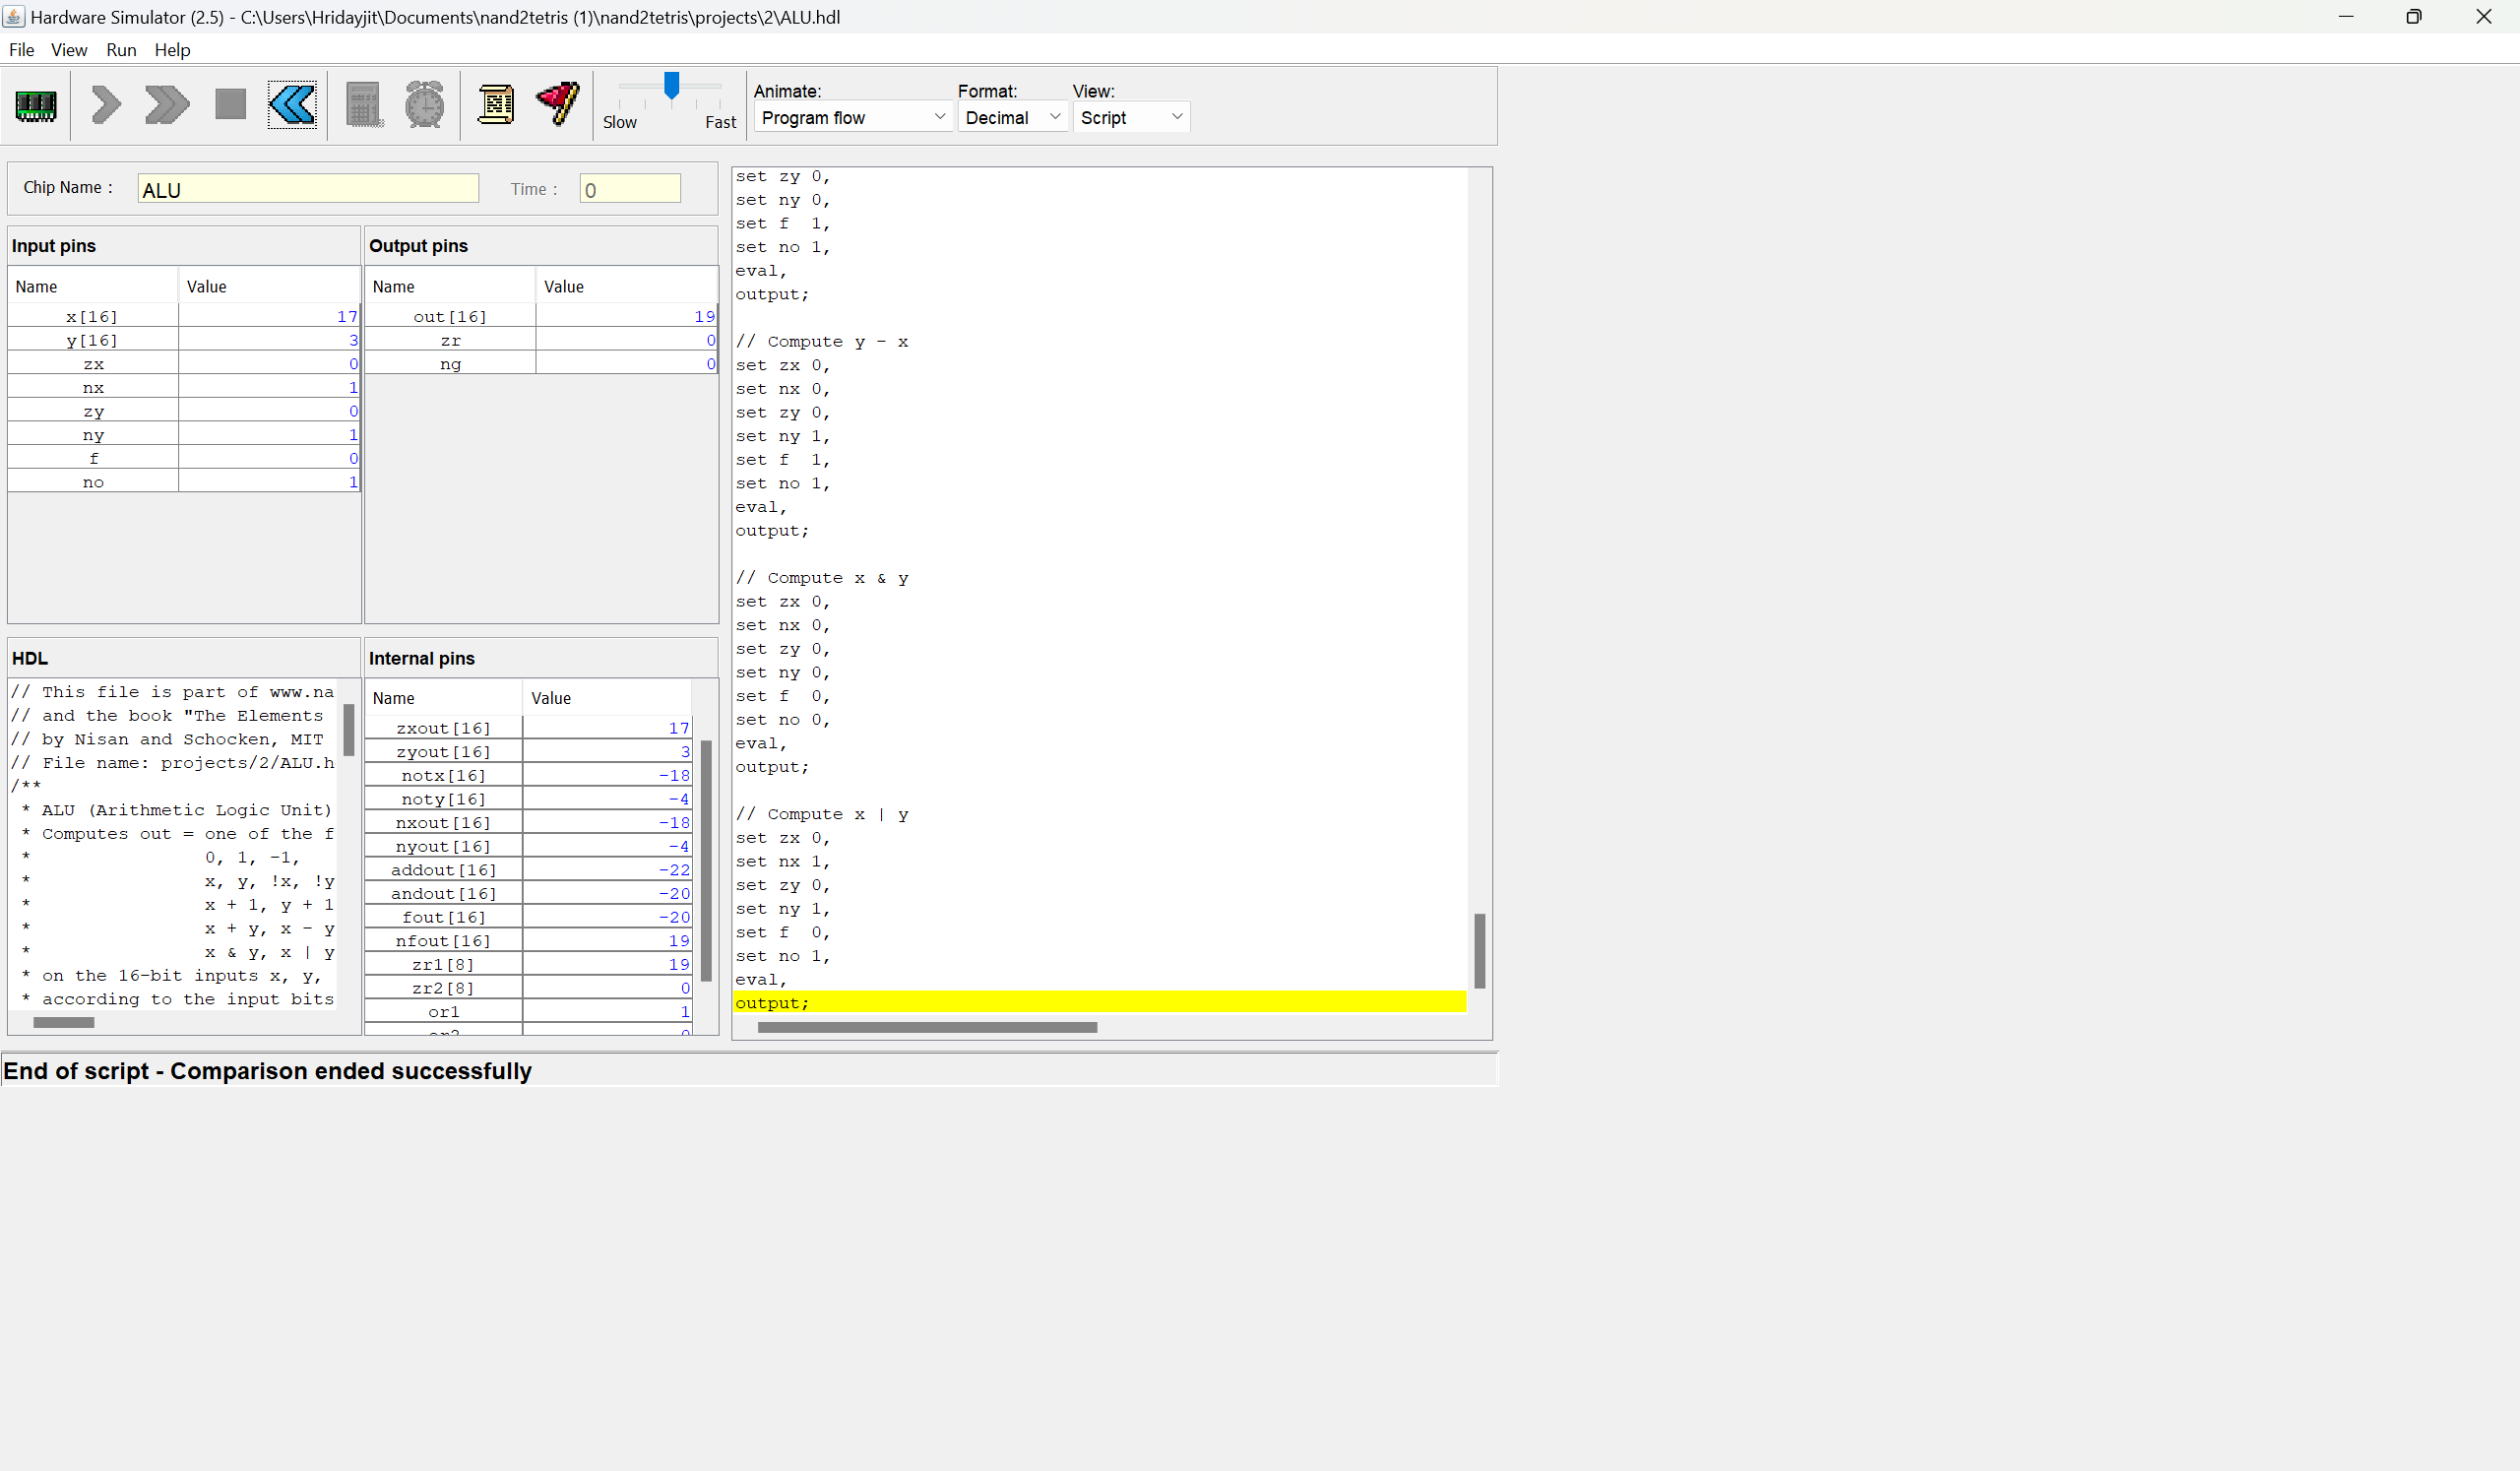 Hardware Simulator (2.5) - C:\Users\Hridayjit\Documents\nand2tetris (1)\nand2tetris\projects\2\ALU.hdl
File View Run Help
Slow Fast
Animate: Format: View:
Program flow Decimal Script
Chip Name : ALU Time : 0
Input pins
Name Value
x[16] 17
y[16] 3
zx 0
nx 1
zy 0
ny 1
f 0
no 1
Output pins
Name Value
out[16] 19
zr 0
ng 0
HDL
// This file is part of www.na
// and the book "The Elements
// by Nisan and Schocken, MIT
// File name: projects/2/ALU.h
/**
* ALU (Arithmetic Logic Unit)
* Computes out = one of the f
* 0, 1, -1,
* x, y, !x, !y
* x + 1, y + 1
* x + y, x - y
* x & y, x | y
* on the 16-bit inputs x, y,
* according to the input bits
Internal pins
Name Value
zxout[16] 17
zyout[16] 3
notx[16] -18
noty[16] -4
nxout[16] -18
nyout[16] -4
addout[16] -22
andout[16] -20
fout[16] -20
nfout[16] 19
zr1[8] 19
zr2[8] 0
or1 1
set zy 0,
set ny 0,
set f 1,
set no 1,
eval,
output;
// Compute y - x
set zx 0,
set nx 0,
set zy 0,
set ny 1,
set f 1,
set no 1,
eval,
output;
// Compute x & y
set zx 0,
set nx 0,
set zy 0,
set ny 0,
set f 0,
set no 0,
eval,
output;
// Compute x | y
set zx 0,
set nx 1,
set zy 0,
set ny 1,
set f 0,
set no 1,
eval,
output;
End of script - Comparison ended successfully